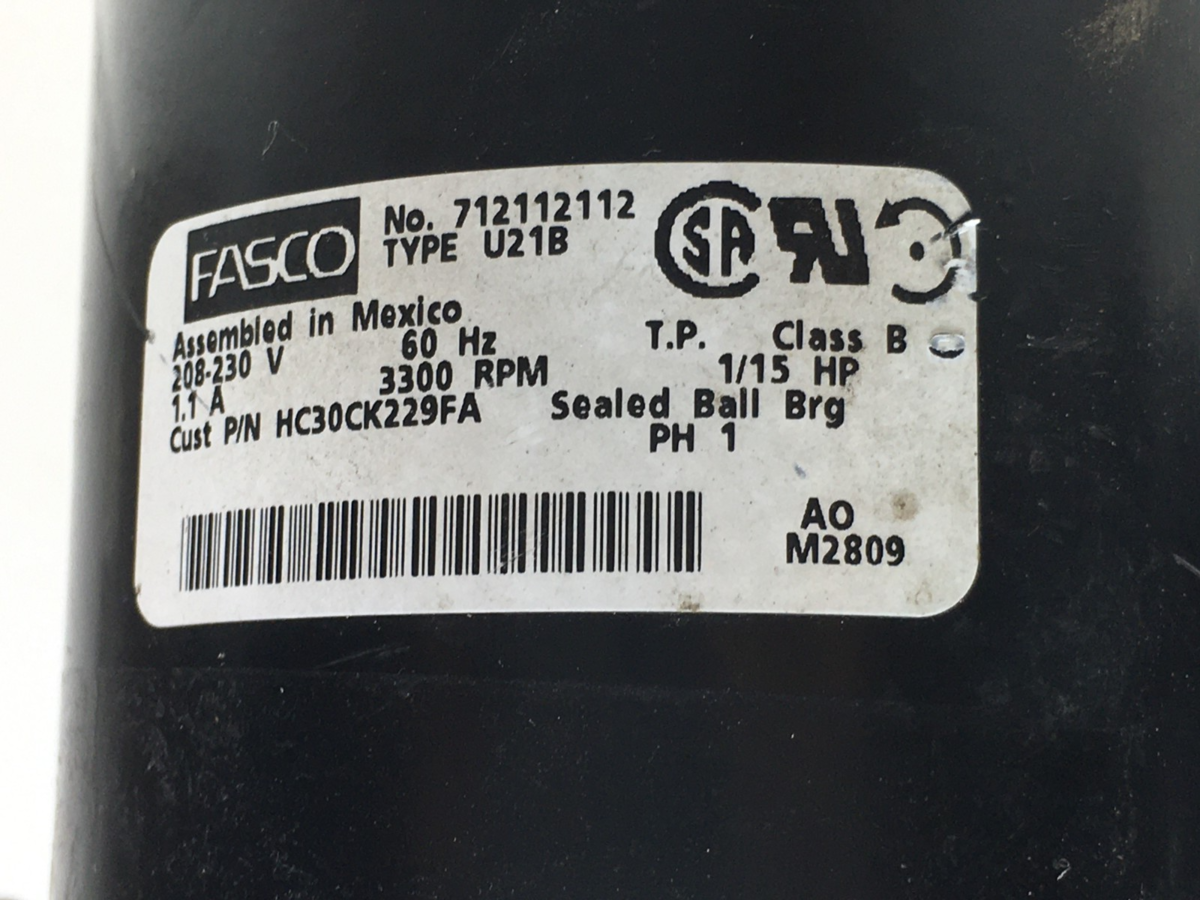 FASCO
No. 712112112
TYPE U21B
SA
Assembled in Mexico
208-230 V 60 Hz T.P. Class B
1.1 A 3300 RPM 1/15 HP
Cust P/N HC30CK229FA Sealed Ball Brg
PH 1
AO
M2809